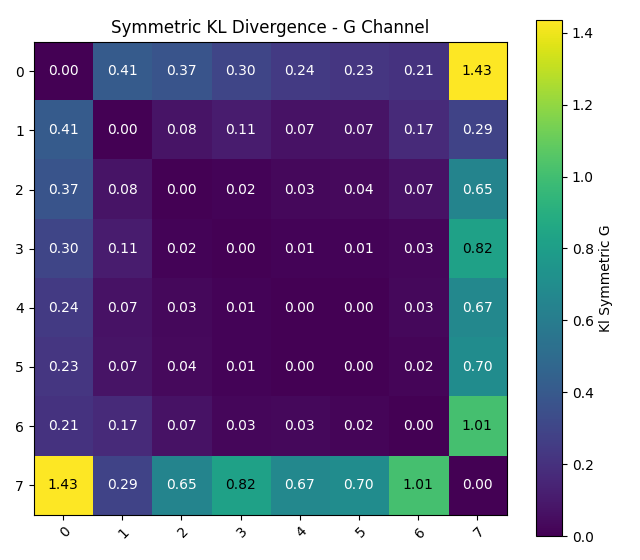 Symmetric KL Divergence - G Channel
0 0.00 0.41 0.37 0.30 0.24 0.23 0.21 1.43
1 0.41 0.00 0.08 0.11 0.07 0.07 0.17 0.29
2 0.37 0.08 0.00 0.02 0.03 0.04 0.07 0.65
3 0.30 0.11 0.02 0.00 0.01 0.01 0.03 0.82
4 0.24 0.07 0.03 0.01 0.00 0.00 0.03 0.67
5 0.23 0.07 0.04 0.01 0.00 0.00 0.02 0.70
6 0.21 0.17 0.07 0.03 0.03 0.02 0.00 1.01
7 1.43 0.29 0.65 0.82 0.67 0.70 1.01 0.00
0 1 2 3 4 5 6 7
1.4
1.2
1.0
0.8
0.6
0.4
0.2
0.0
Kl Symmetric G